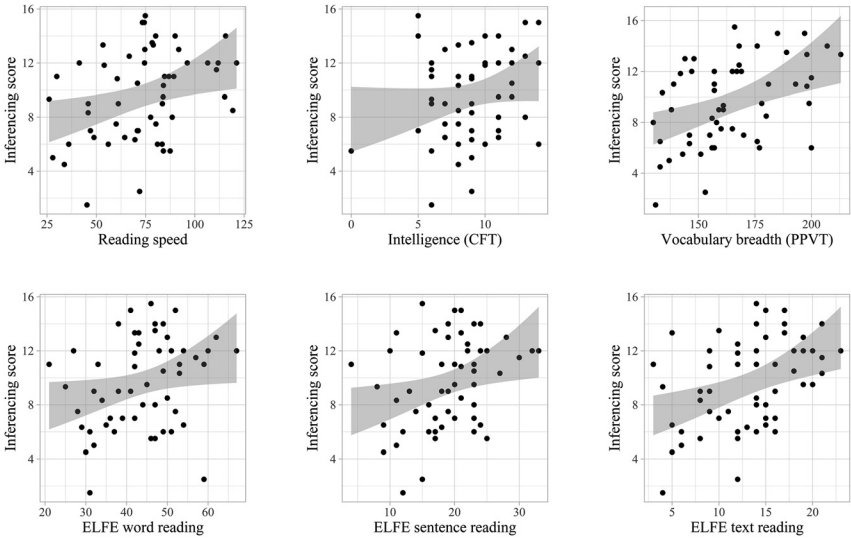 16
12
8
4
Inferencing score
25 50 75 100 125
Reading speed
16
12
8
4
Inferencing score
0 5 10
Intelligence (CFT)
16
12
8
4
Inferencing score
150 175 200
Vocabulary breadth (PPVT)
16
12
8
4
Inferencing score
20 30 40 50 60
ELFE word reading
16
12
8
4
Inferencing score
10 20 30
ELFE sentence reading
16
12
8
4
Inferencing score
5 10 15 20
ELFE text reading